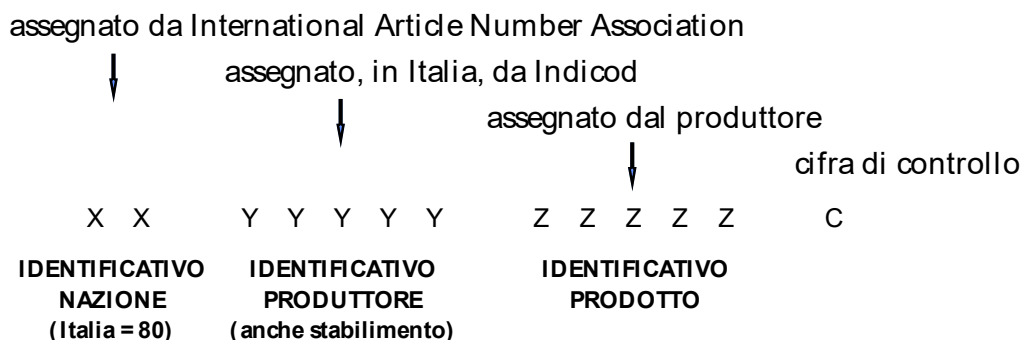 assegnato da International Article Number Association
assegnato, in Italia, da Indicod
assegnato dal produttore
cifra di controllo
X X Y Y Y Y Y Z Z Z Z Z C
IDENTIFICATIVO NAZIONE (Italia = 80)
IDENTIFICATIVO PRODUTTORE (anche stabilimento)
IDENTIFICATIVO PRODOTTO